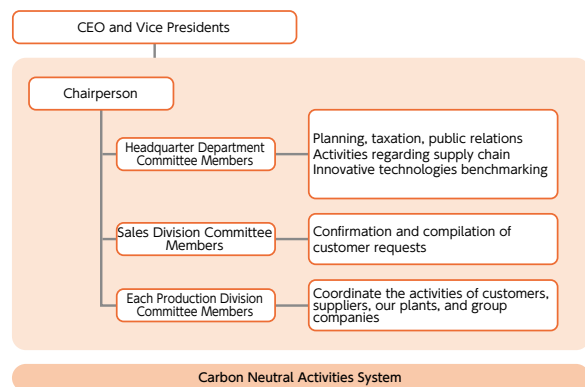 CEO and Vice Presidents
Chairperson
Headquarter Department
Committee Members
Planning, taxation, public relations
Activities regarding supply chain
Innovative technologies benchmarking
Sales Division Committee
Members
Confirmation and compilation of
customer requests
Each Production Division
Committee Members
Coordinate the activities of customers,
suppliers, our plants, and group
companies
Carbon Neutral Activities System